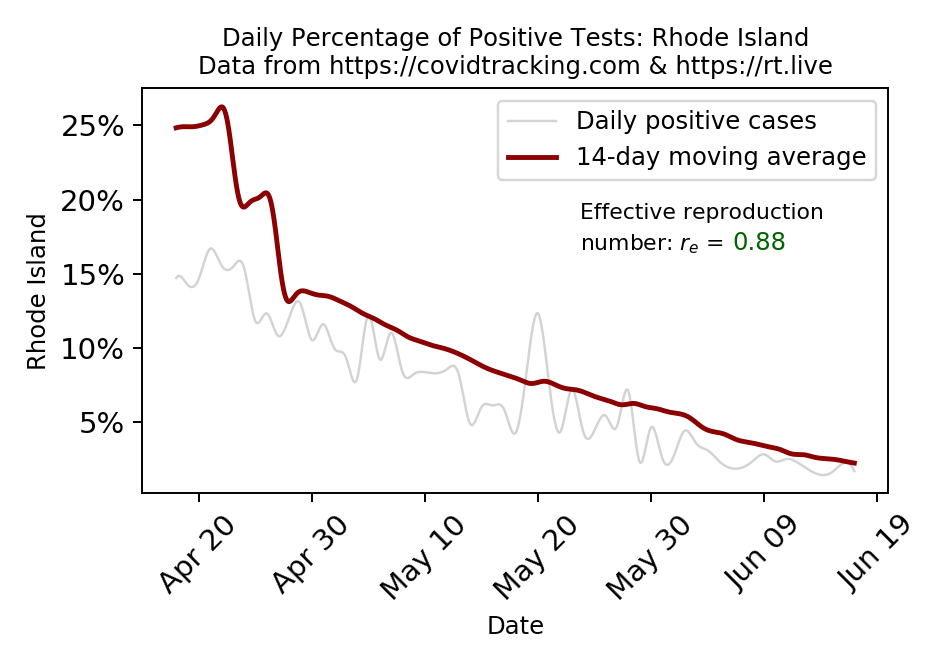 Daily Percentage of Positive Tests: Rhode Island
Data from https://covidtracking.com & https://rt.live
Daily positive cases
14-day moving average
Effective reproduction
number: rₑ = 0.88
Rhode Island
25%
20%
15%
10%
5%
Apr 20
Apr 30
May 10
May 20
May 30
Jun 09
Jun 19
Date